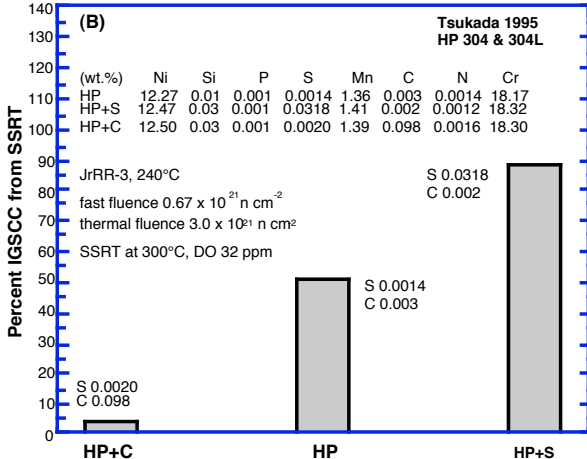 140
130
120
110
100
90
80
70
60
50
40
30
20
10
0
Percent IGSCC from SSRT
(B)
Tsukada 1995
HP 304 & 304L
(wt.%) Ni Si P S Mn C N Cr
HP 12.27 0.01 0.001 0.0014 1.36 0.003 0.0014 18.17
HP+S 12.47 0.03 0.001 0.0318 1.41 0.002 0.0012 18.32
HP+C 12.50 0.03 0.001 0.0020 1.39 0.098 0.0016 18.30
JrRR-3, 240°C
fast fluence 0.67 x 10 21 n cm-2
thermal fluence 3.0 x 1021 n cm2
SSRT at 300°C, DO 32 ppm
S 0.0318
C 0.002
S 0.0014
C 0.003
S 0.0020
C 0.098
HP+C HP HP+S